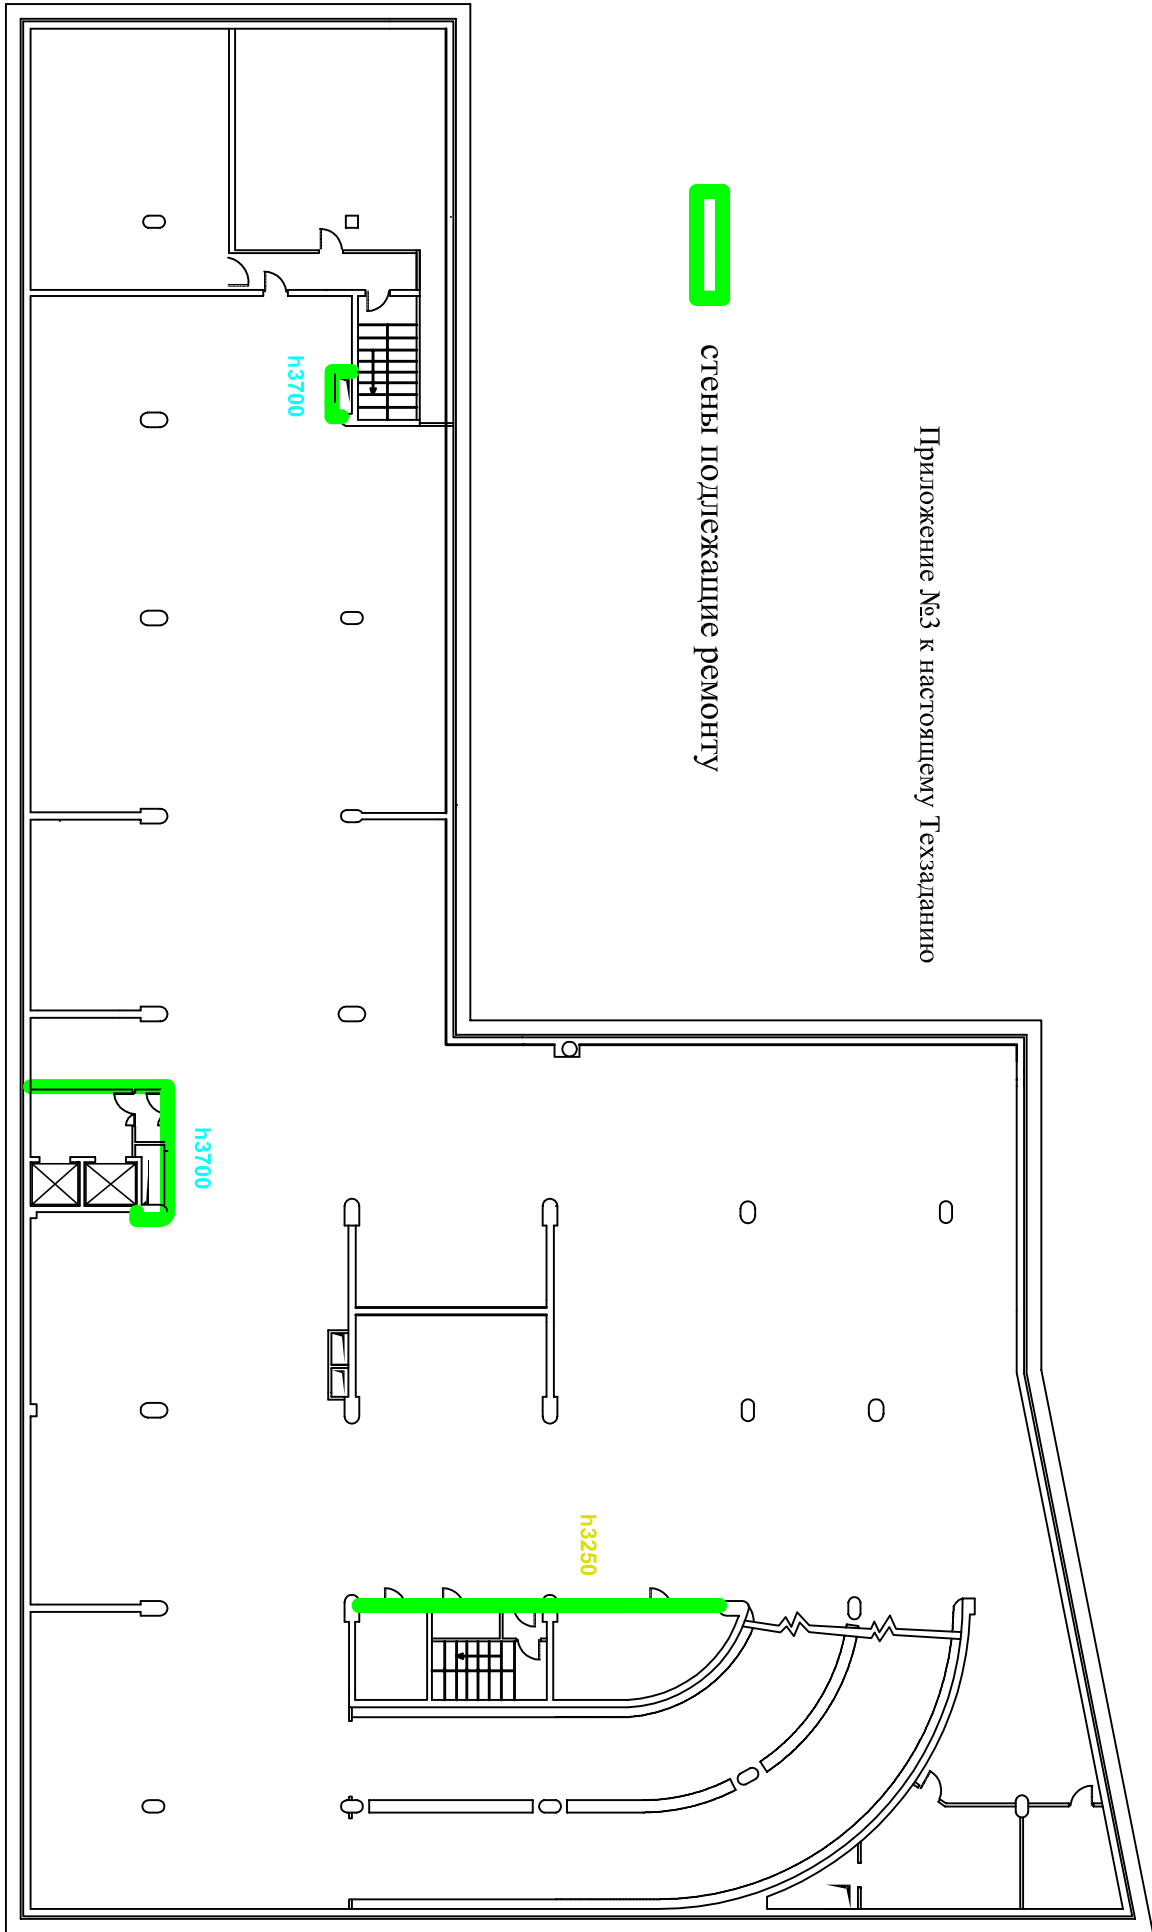 Приложение №3 к настоящему Техзаданию
стены подлежащие ремонту
h3700
h3700
h3250